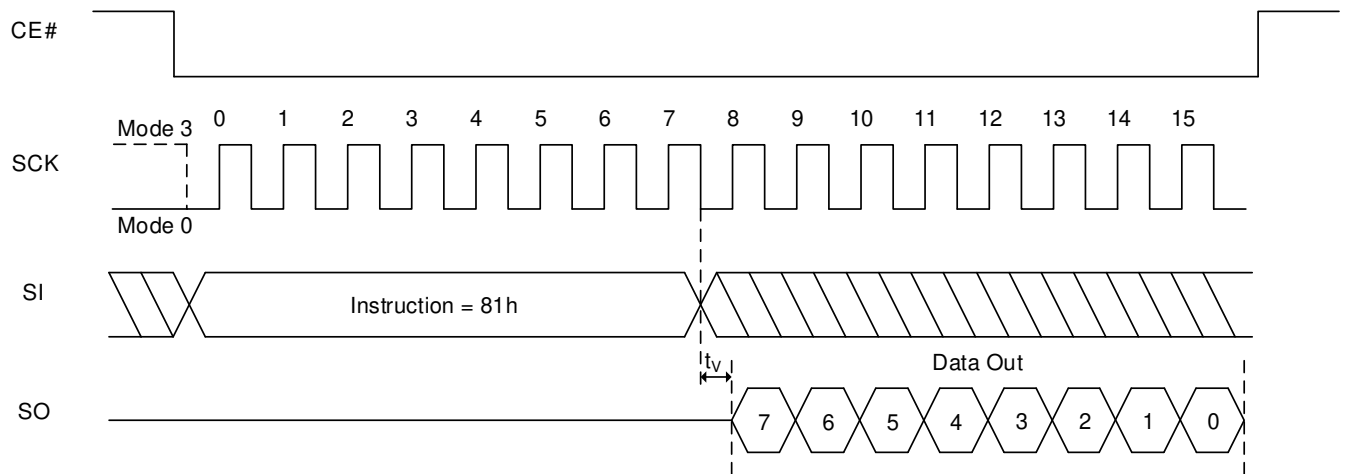 CE#
Mode 3
0 1 2 3 4 5 6 7 8 9 10 11 12 13 14 15
SCK
Mode 0
SI
Instruction = 81h
tV
Data Out
SO
7 6 5 4 3 2 1 0